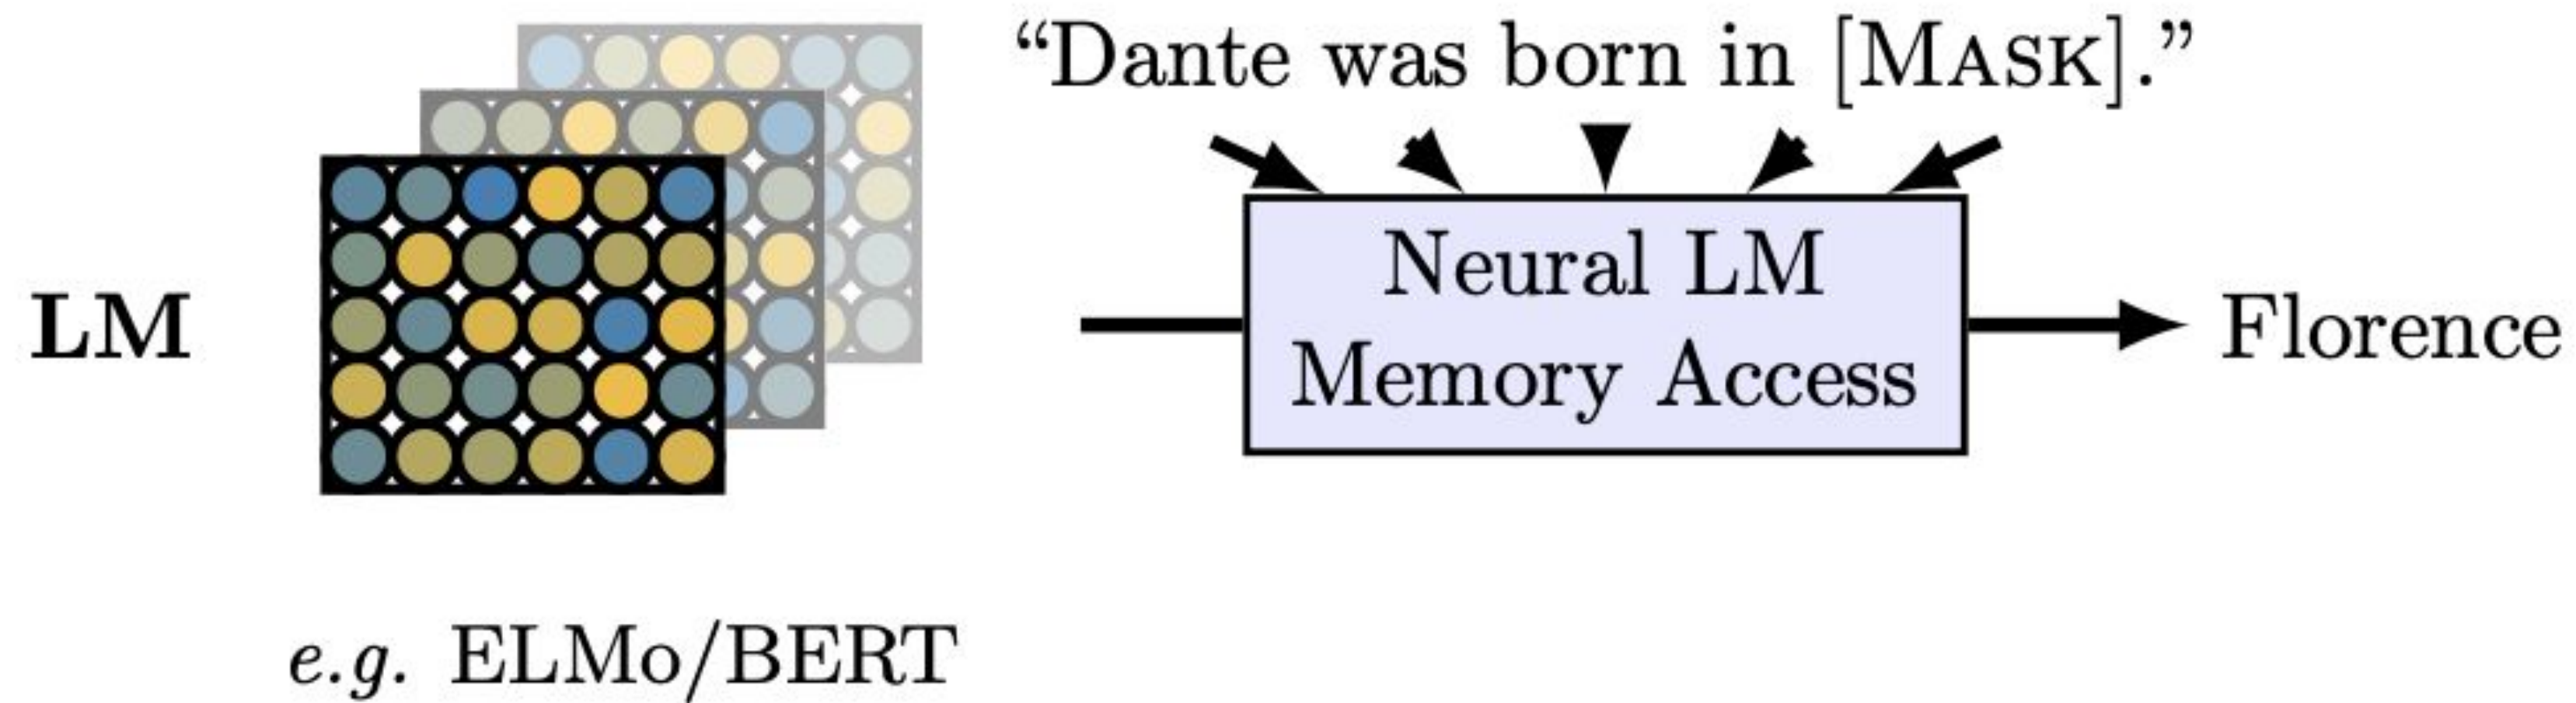 “Dante was born in [MASK].”
Neural LM
Memory Access
LM
Florence
e.g. ELMo/BERT